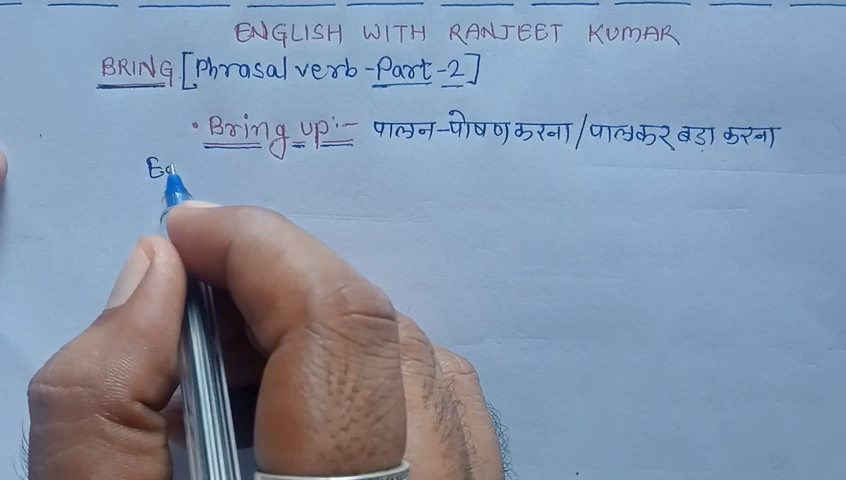 ENGLISH WITH RANJEET KUMAR
BRING [Phrasal verb-Part-2]
• Bring up:- पालन-पोषण करना/पालकर बड़ा करना